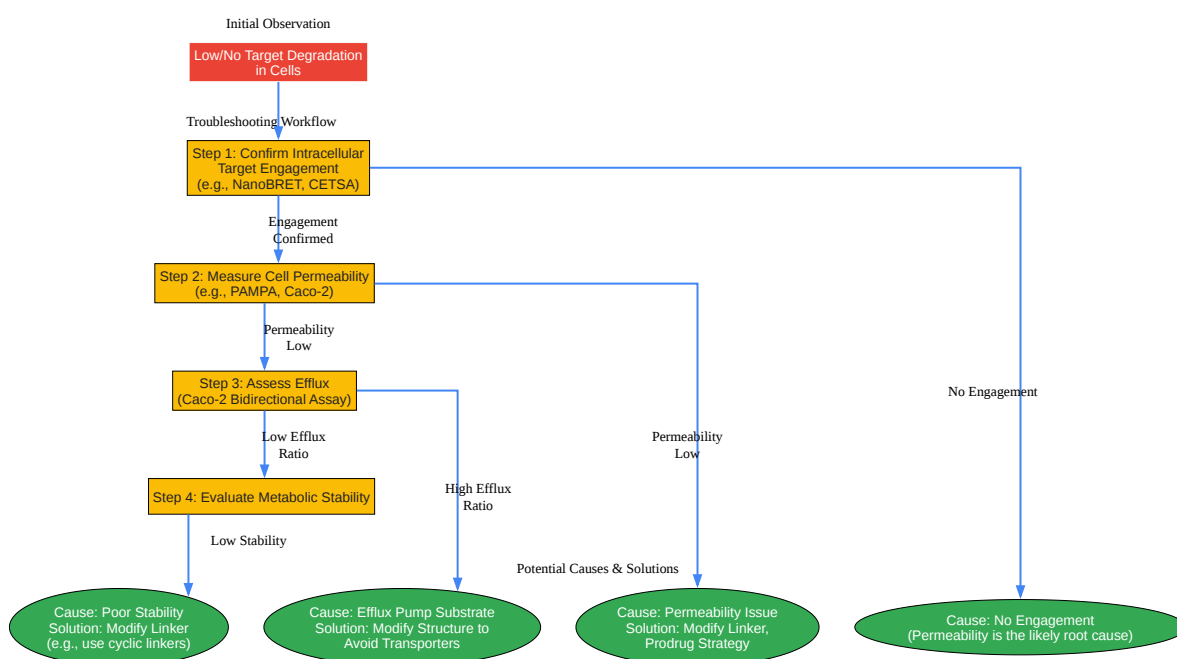 Initial Observation
Low/No Target Degradation
in Cells
Troubleshooting Workflow
Step 1: Confirm Intracellular
Target Engagement
(e.g., NanoBRET, CETSA)
Engagement
Confirmed
Step 2: Measure Cell Permeability
(e.g., PAMPA, Caco-2)
Permeability
Low
Step 3: Assess Efflux
(Caco-2 Bidirectional Assay)
No Engagement
Low Efflux
Ratio
Permeability
Low
Step 4: Evaluate Metabolic Stability
High Efflux
Ratio
Low Stability
Potential Causes & Solutions
Cause: Poor Stability
Solution: Modify Linker
(e.g., use cyclic linkers)
Cause: Efflux Pump Substrate
Solution: Modify Structure to
Avoid Transporters
Cause: Permeability Issue
Solution: Modify Linker,
Prodrug Strategy
Cause: No Engagement
(Permeability is the likely root cause)